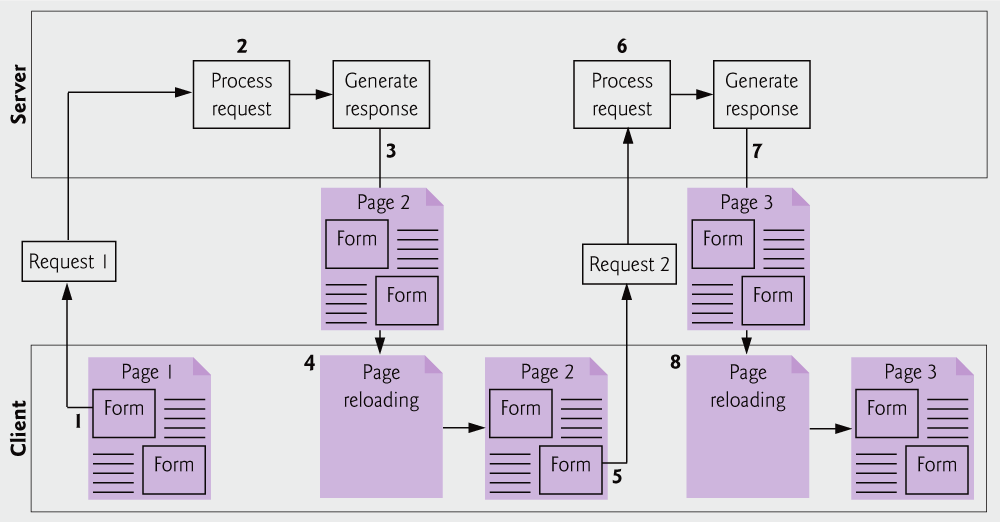 Server
2
Process
request
Generate
response
3
6
Process
request
Generate
response
7
Request 1
Page 2
Form
Form
Request 2
Page 3
Form
Form
Client
Page 1
Form
1
Form
4
Page
reloading
Page 2
Form
Form
5
8
Page
reloading
Page 3
Form
Form